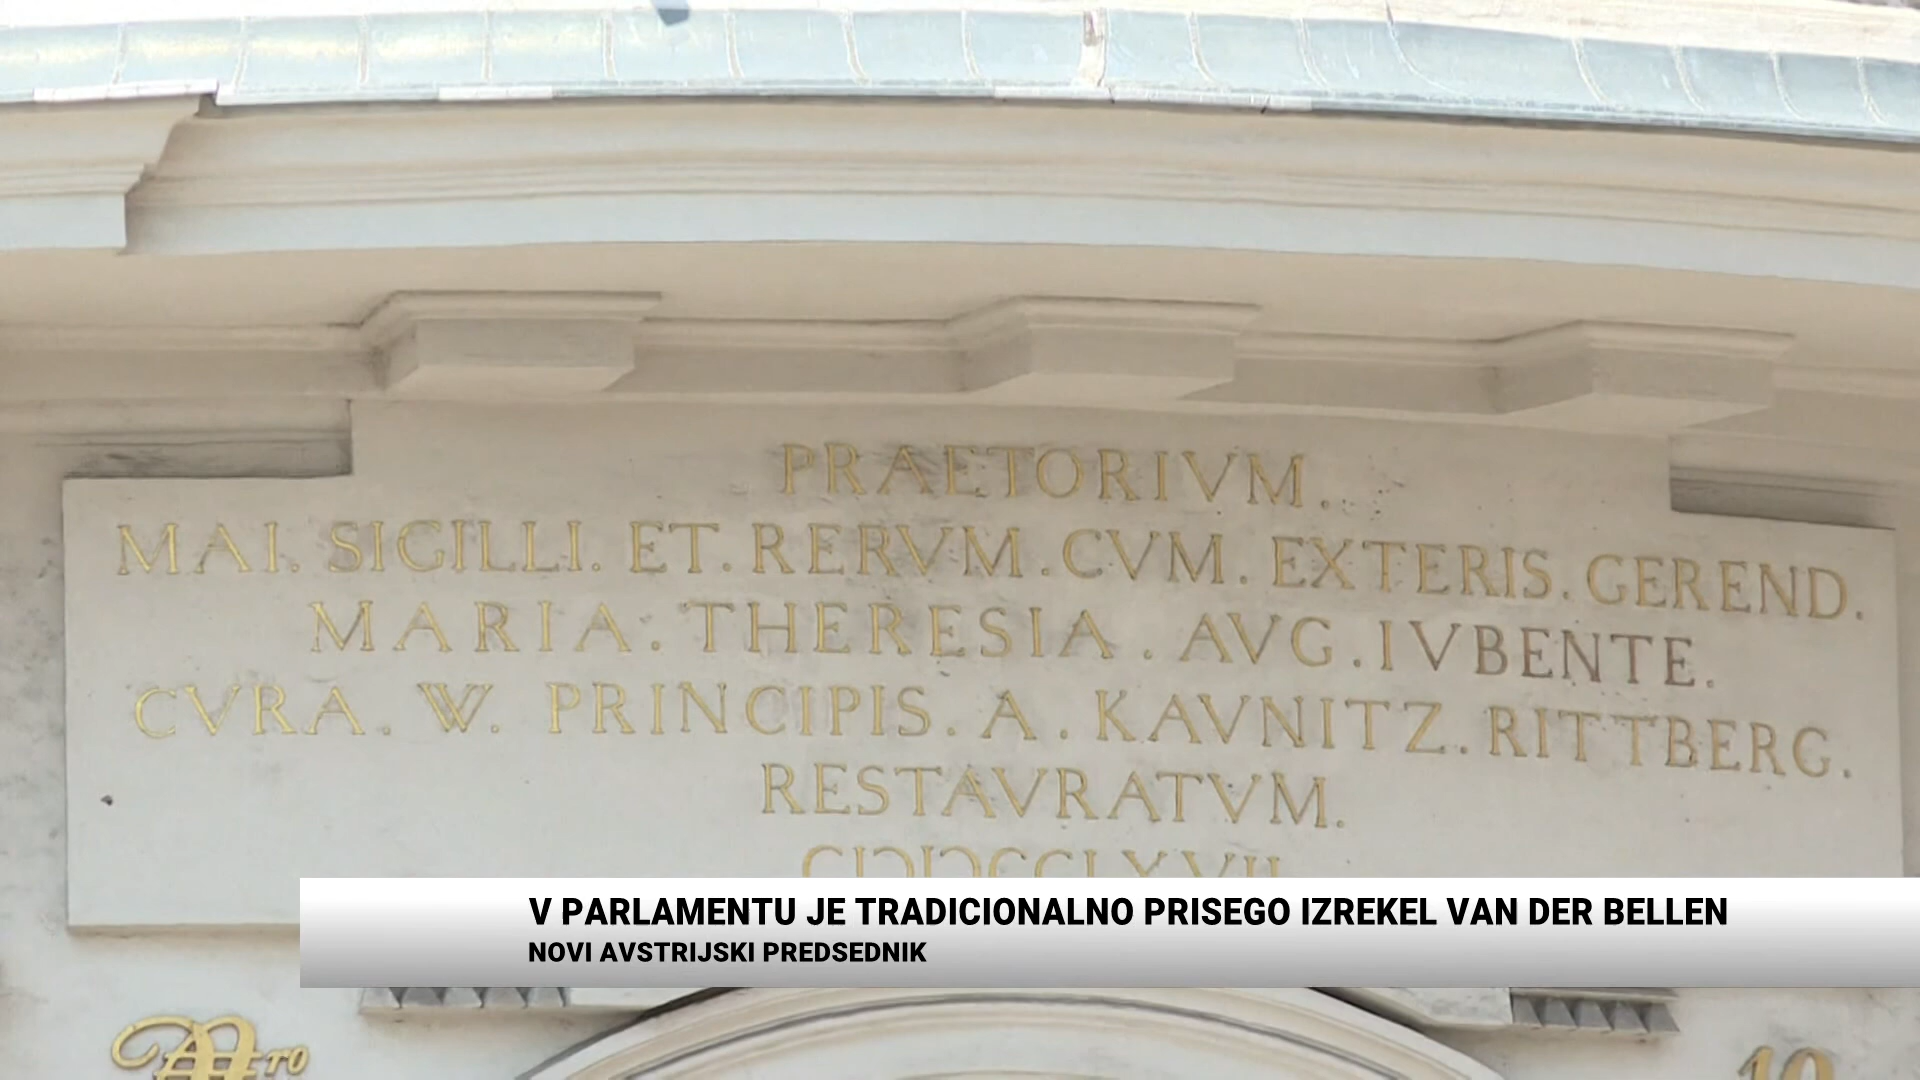 PRAETORIVM.
MAI. SIGILLI. ET. RERVM. CVM. EXTERIS. GEREND.
MARIA. THERESIA. AVG. IVBENTE.
CVRA. W. PRINCIPIS. A. KAVNITZ. RITTBERG.
RESTAVRATVM.
V PARLAMENTU JE TRADICIONALNO PRISEGO IZREKEL VAN DER BELLEN
NOVI AVSTRIJSKI PREDSEDNIK